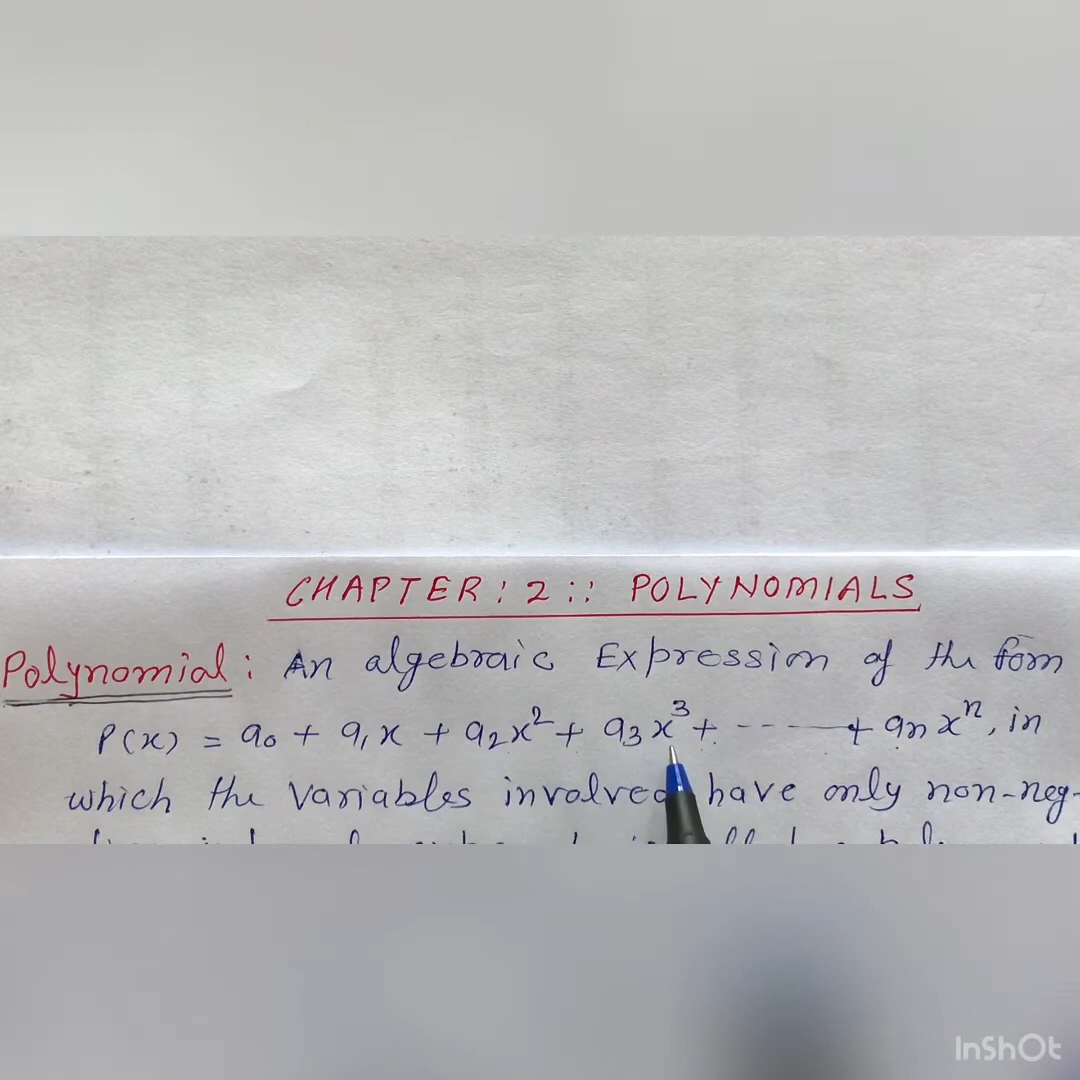 CHAPTER: 2 :: POLYNOMIALS
Polynomial: An algebraic Expression of the form
P(x) = a₀ + a₁x + a₂x² + a₃x³ + ------ + aₙxⁿ, in
which the variables involved have only non-neg-
InShOt